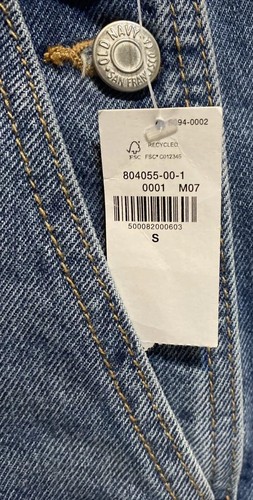 OLD NAVY
SAN FRAN
94-0002
RECYCLED
FSC FSC® C012345
804055-00-1
0001 M07
500082000603
S